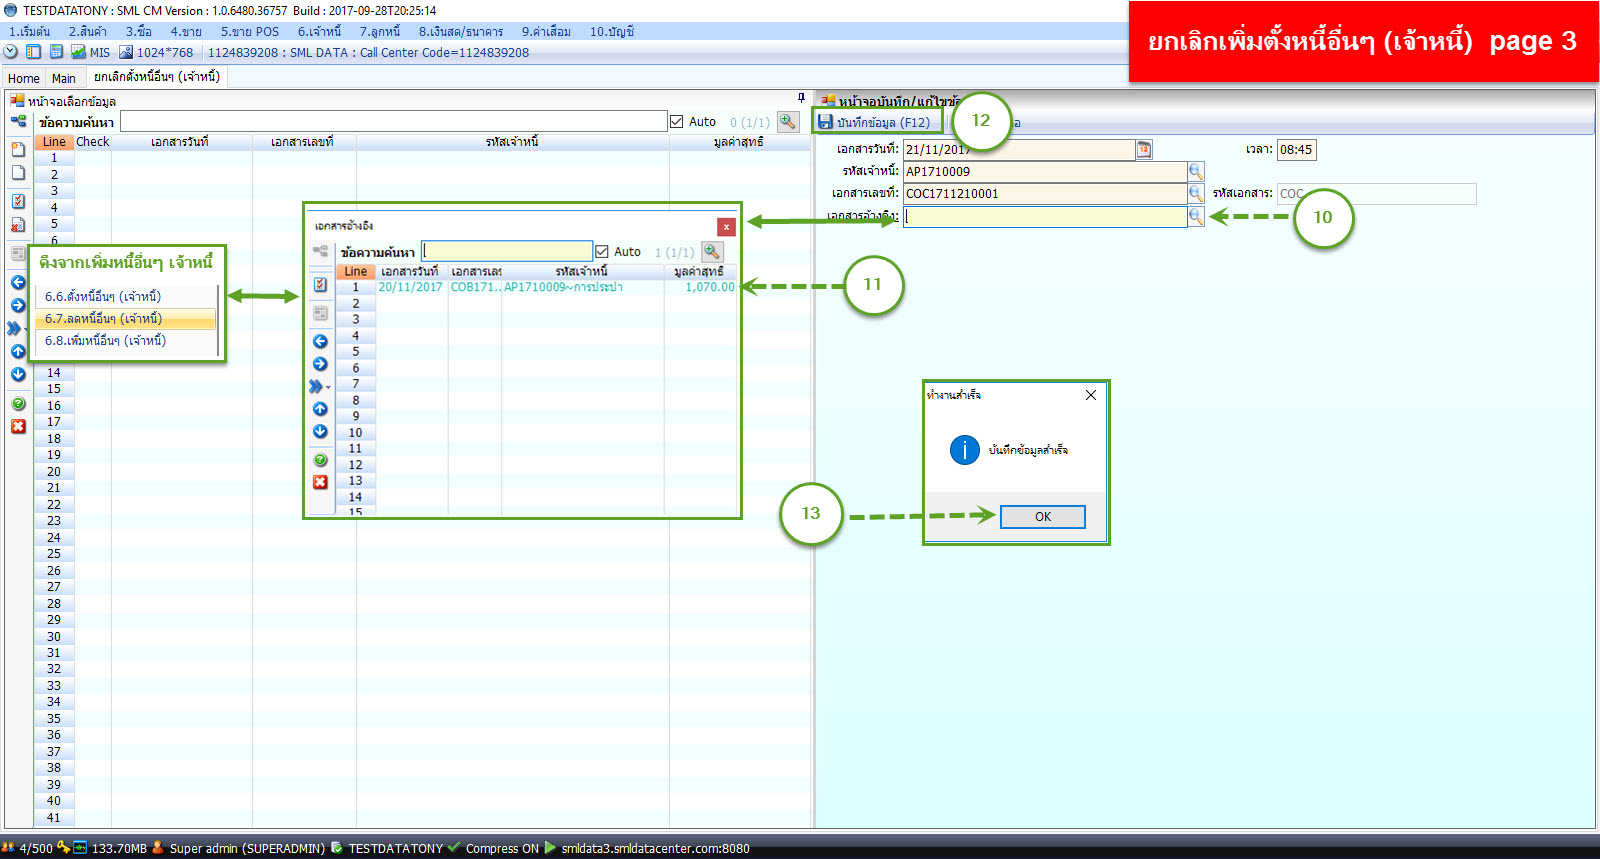 TESTDATATONY : SML CM Version : 1.0.6480.36757 Build : 2017-09-28T20:25:14
1.เริ่มต้น 2.สินค้า 3.ซื้อ 4.ขาย 5.ขาย POS 6.เจ้าหนี้ 7.ลูกหนี้ 8.เงินสด/ธนาคาร 9.ค่าเสื่อม 10.บัญชี
MIS 1024*768 1124839208 : SML DATA : Call Center Code=1124839208
ยกเลิกเพิ่มตั้งหนี้อื่นๆ (เจ้าหนี้) page 3
Home Main ยกเลิกตั้งหนี้อื่นๆ (เจ้าหนี้)
หน้าจอเลือกข้อมูล
ข้อความค้นหา Auto 0 (1/1)
Line Check เอกสารวันที่ เอกสารเลขที่ รหัสเจ้าหนี้ มูลค่าสุทธิ
1
2
3
4
5
6
14
15
16
17
18
19
20
21
22
23
24
25
26
27
28
29
30
31
32
33
34
35
36
37
38
39
40
41
ดึงจากเพิ่มหนี้อื่นๆ เจ้าหนี้
6.6.ตั้งหนี้อื่นๆ (เจ้าหนี้)
6.7.ลดหนี้อื่นๆ (เจ้าหนี้)
6.8.เพิ่มหนี้อื่นๆ (เจ้าหนี้)
เอกสารอ้างอิง
x
ข้อความค้นหา Auto 1 (1/1)
Line เอกสารวันที่ เอกสารเลข รหัสเจ้าหนี้ มูลค่าสุทธิ
1 20/11/2017 COB171... AP1710009~การประปา 1,070.00
2
3
4
5
6
7
8
9
10
11
12
13
14
15
11
หน้าจอบันทึก/แก้ไขข้อ
บันทึกข้อมูล (F12)
12
อ
เอกสารวันที่: 21/11/2017 12 เวลา: 08:45
รหัสเจ้าหนี้: AP1710009
เอกสารเลขที่: COC1711210001 รหัสเอกสาร: COC
เอกสารอ้างอิง:
10
ทำงานสำเร็จ
บันทึกข้อมูลสำเร็จ
OK
13
4/500 133.70MB Super admin (SUPERADMIN) TESTDATATONY Compress ON smldata3.smldatacenter.com:8080